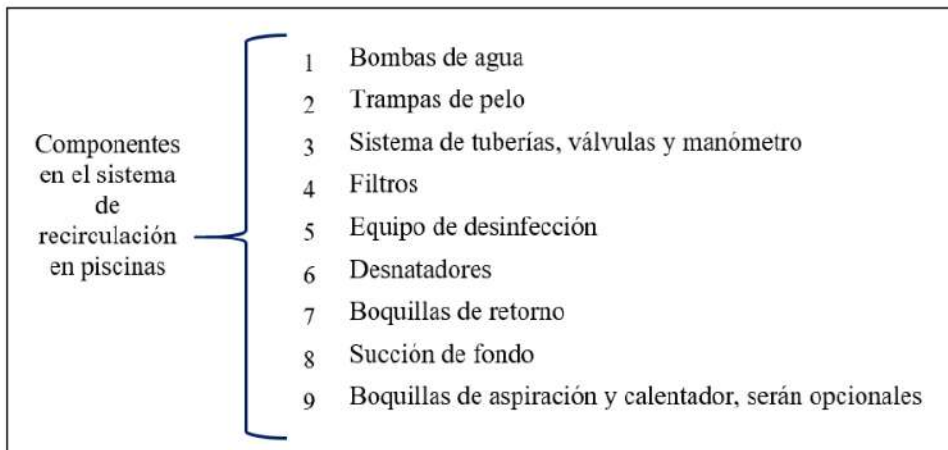 Componentes
en el sistema
de
recirculación
en piscinas
1 Bombas de agua
2 Trampas de pelo
3 Sistema de tuberías, válvulas y manómetro
4 Filtros
5 Equipo de desinfección
6 Desnatadores
7 Boquillas de retorno
8 Succión de fondo
9 Boquillas de aspiración y calentador, serán opcionales